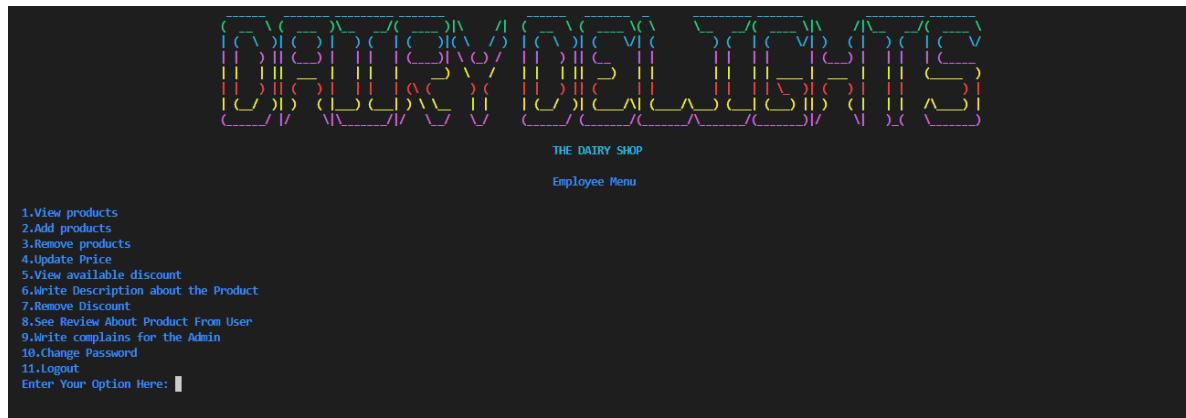 DAIRY DELIGHTS
THE DAIRY SHOP
Employee Menu
1.View products
2.Add products
3.Remove products
4.Update Price
5.View available discount
6.Write Description about the Product
7.Remove Discount
8.See Review About Product From User
9.Write complains for the Admin
10.Change Password
11.Logout
Enter Your Option Here: